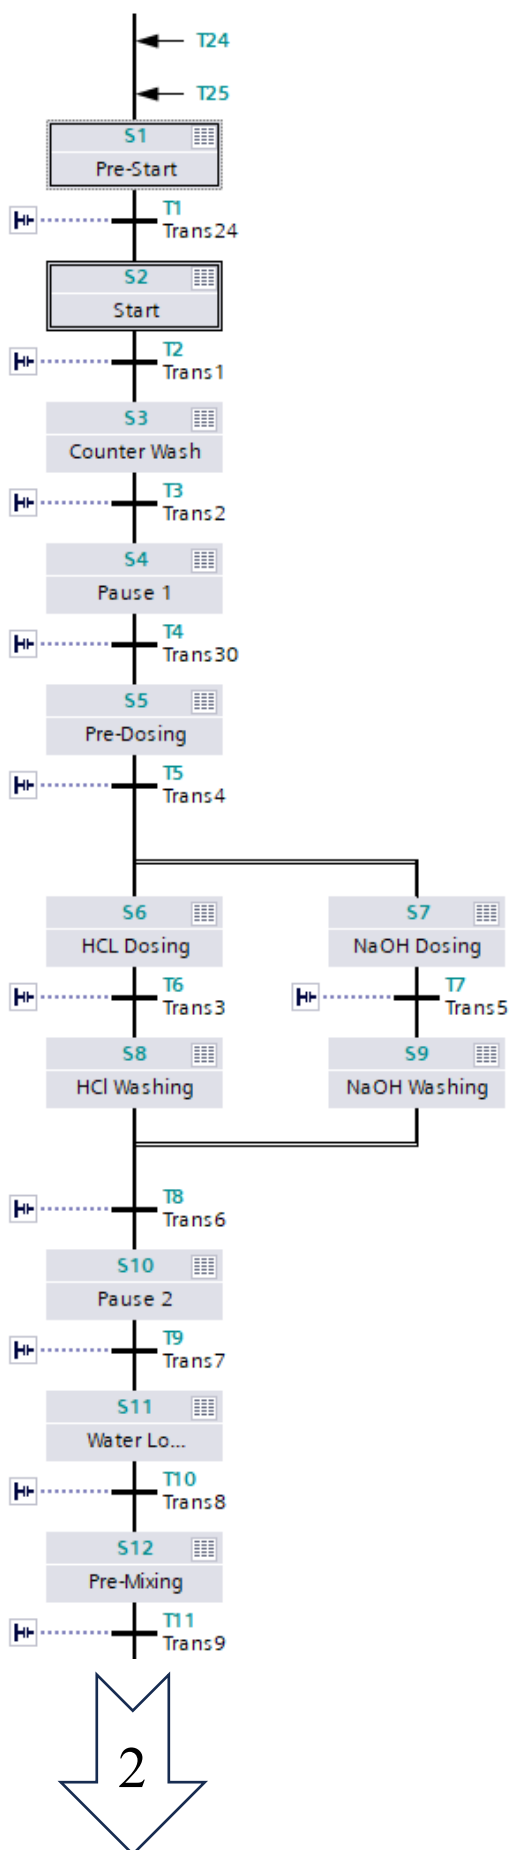 T24
T25
S1
Pre-Start
T1
Trans24
S2
Start
T2
Trans1
S3
Counter Wash
T3
Trans2
S4
Pause 1
T4
Trans30
S5
Pre-Dosing
T5
Trans4
S6
HCL Dosing
S7
NaOH Dosing
T6
Trans3
T7
Trans5
S8
HCl Washing
S9
NaOH Washing
T8
Trans6
S10
Pause 2
T9
Trans7
S11
Water Lo...
T10
Trans8
S12
Pre-Mixing
T11
Trans9
2